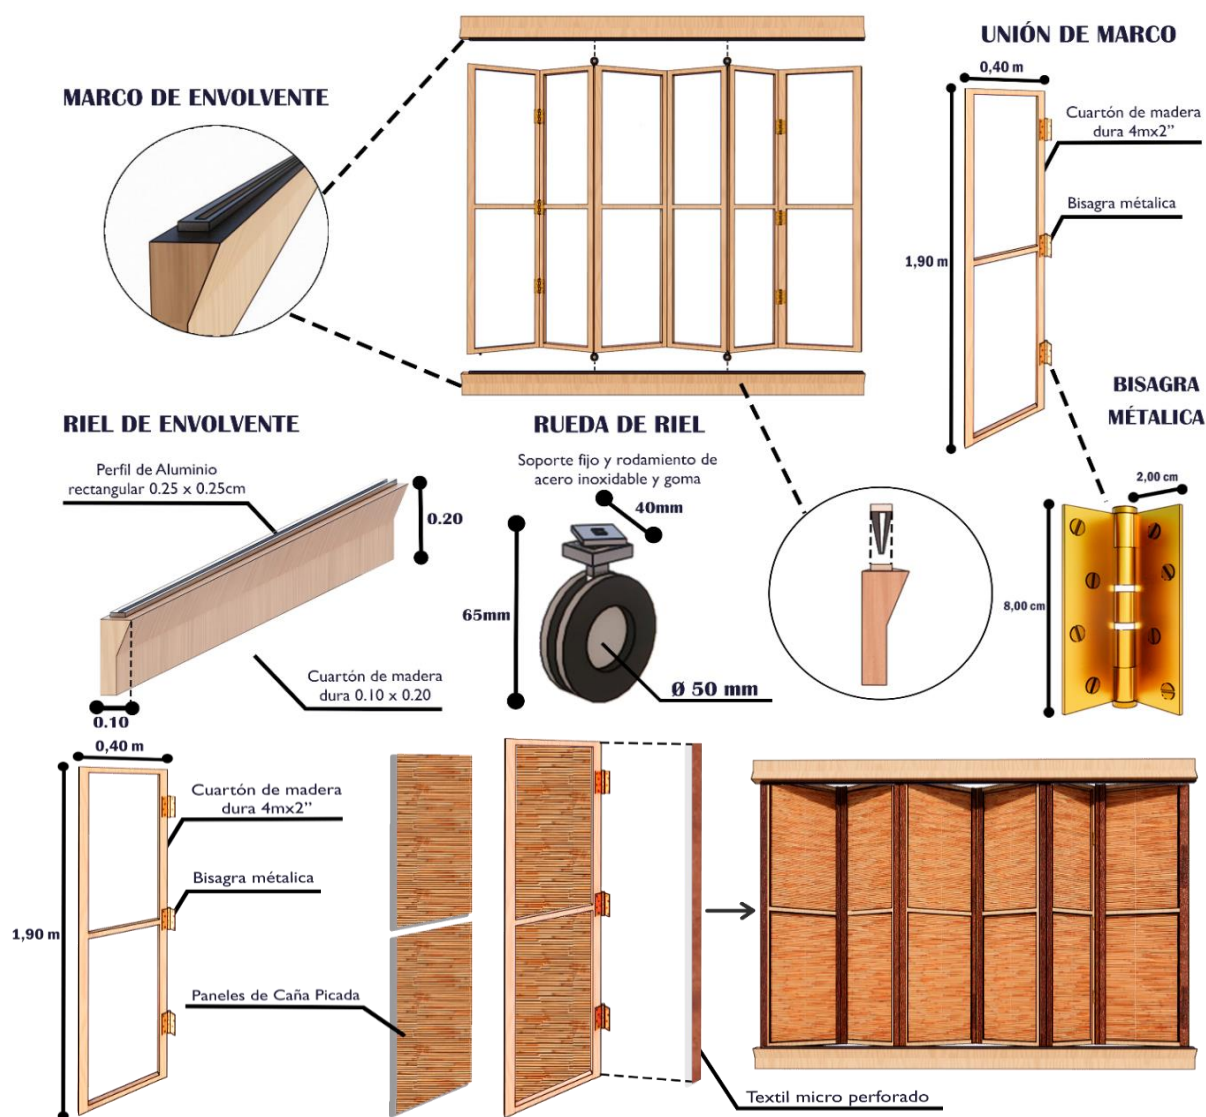 UNIÓN DE MARCO
0,40 m
MARCO DE ENVOLVENTE
Cuartón de madera
dura 4mx2”
Bisagra métalica
1,90 m
BISAGRA
MÉTALICA
RIEL DE ENVOLVENTE
Perfil de Aluminio
rectangular 0.25 x 0.25cm
0.20
Cuartón de madera
dura 0.10 x 0.20
0.10
RUEDA DE RIEL
Soporte fijo y rodamiento de
acero inoxidable y goma
40mm
65mm
Ø 50 mm
2,00 cm
8,00 cm
0,40 m
Cuartón de madera
dura 4mx2”
Bisagra métalica
1,90 m
Paneles de Caña Picada
Textil micro perforado